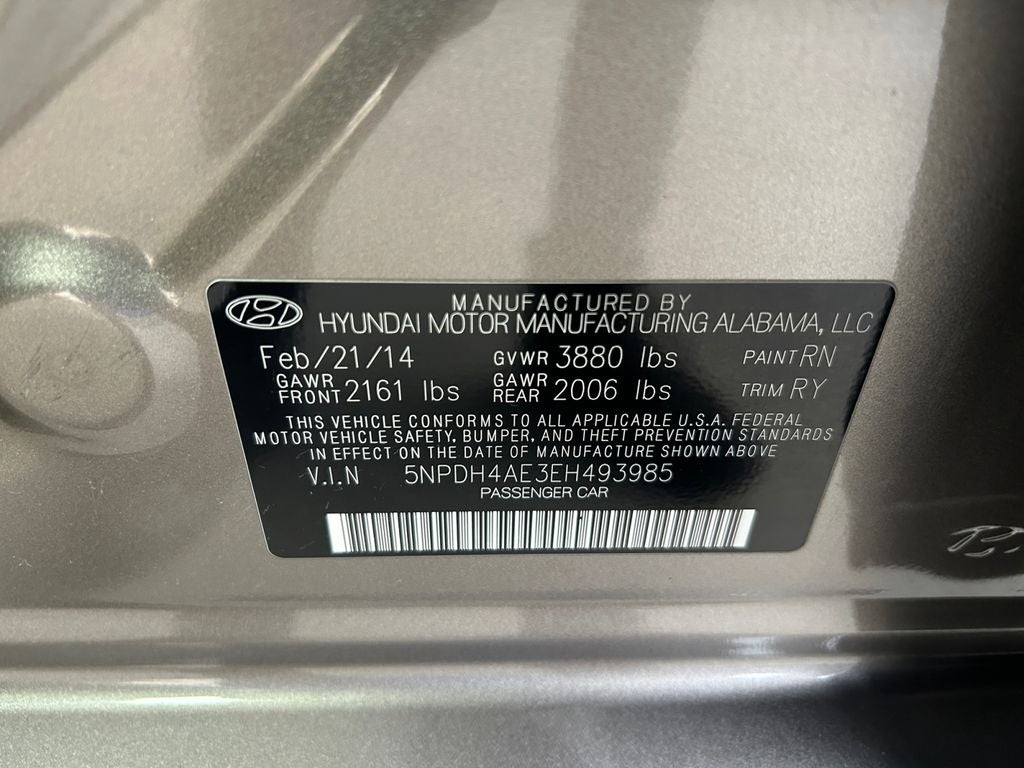 MANUFACTURED BY
HYUNDAI MOTOR MANUFACTURING ALABAMA, LLC
Feb/21/14 GVWR 3880 lbs PAINT RN
GAWR FRONT 2161 lbs GAWR REAR 2006 lbs TRIM RY
THIS VEHICLE CONFORMS TO ALL APPLICABLE U.S.A. FEDERAL
MOTOR VEHICLE SAFETY, BUMPER, AND THEFT PREVENTION STANDARDS
IN EFFECT ON THE DATE OF MANUFACTURE SHOWN ABOVE
V.I.N 5NPDH4AE3EH493985
PASSENGER CAR